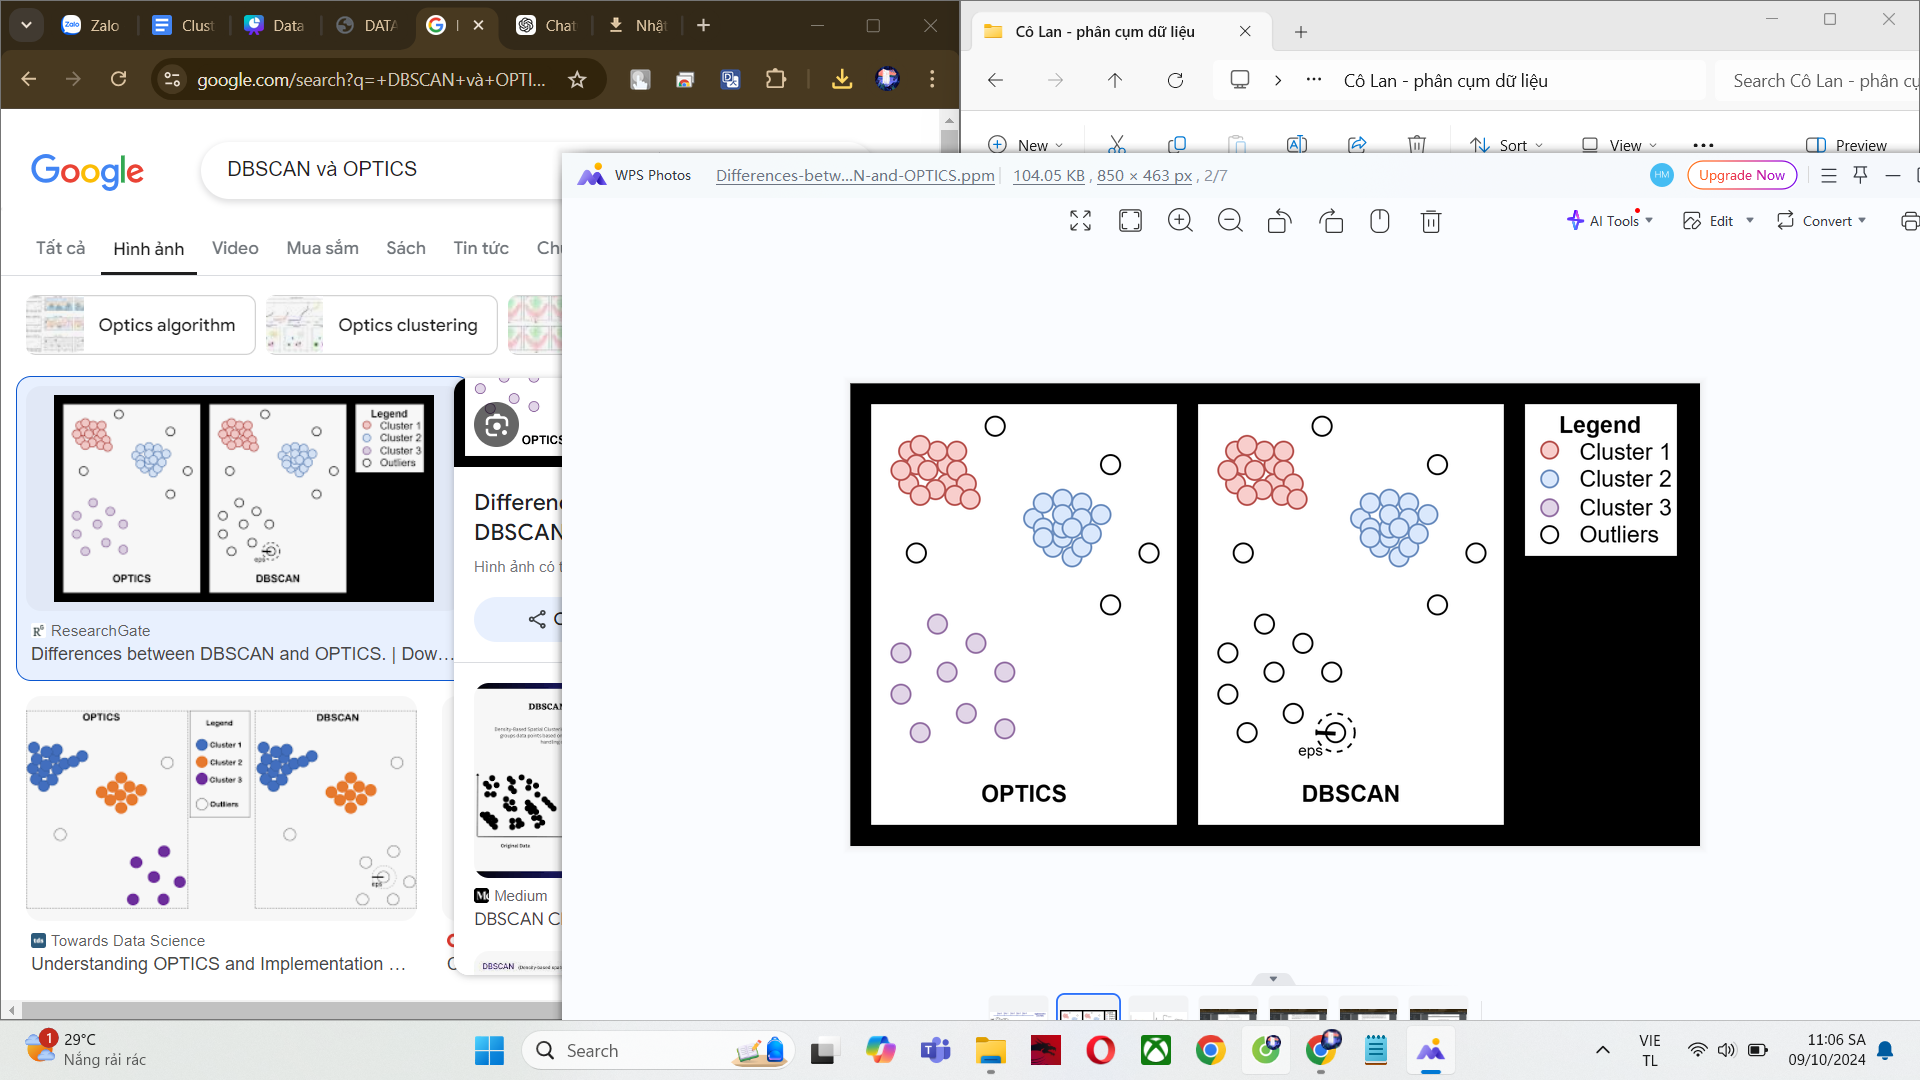 Zalo
Clust
Data
DATA
Chat
Nhật
google.com/search?q=+DBSCAN+và+OPTI...
Google
DBSCAN và OPTICS
Tất cả
Hình ảnh
Video
Mua sắm
Sách
Tin tức
Optics algorithm
Optics clustering
Legend
Cluster 1
Cluster 2
Cluster 3
Outliers
eps
OPTICS
DBSCAN
ResearchGate
Differences between DBSCAN and OPTICS. | Dow...
OPTICS
DBSCAN
Legend
Cluster 1
Cluster 2
Cluster 3
Outliers
eps
Towards Data Science
Understanding OPTICS and Implementation ...
OPTICS
Differenc
DBSCAN
Hình ảnh có t
DBSCAN
Original Data
Medium
DBSCAN C
DBSCAN
Cô Lan - phân cụm dữ liệu
Cô Lan - phân cụm dữ liệu
Search Cô Lan - phân cụ
New
Sort
View
Preview
WPS Photos
Differences-betw...N-and-OPTICS.ppm
104.05 KB , 850 × 463 px , 2/7
HM
Upgrade Now
AI Tools
Edit
Convert
Legend
Cluster 1
Cluster 2
Cluster 3
Outliers
eps
OPTICS
DBSCAN
1
29°C
Nắng rải rác
Search
VIE
TL
11:06 SA
09/10/2024